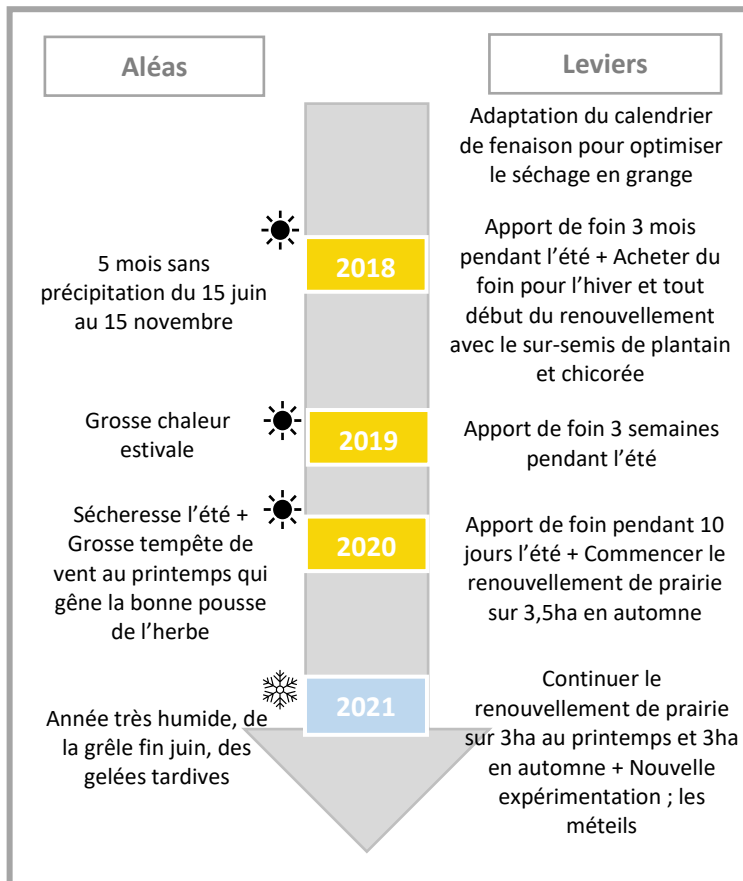 Aléas
Leviers
Adaptation du calendrier
de fenaison pour optimiser
le séchage en grange
5 mois sans
précipitation du 15 juin
au 15 novembre
2018
Apport de foin 3 mois
pendant l’été + Acheter du
foin pour l’hiver et tout
début du renouvellement
avec le sur-semis de plantain
et chicorée
Grosse chaleur
estivale
2019
Apport de foin 3 semaines
pendant l’été
Sécheresse l’été +
Grosse tempête de
vent au printemps qui
gêne la bonne pousse
de l’herbe
2020
Apport de foin pendant 10
jours l’été + Commencer le
renouvellement de prairie
sur 3,5ha en automne
Année très humide, de
la grêle fin juin, des
gelées tardives
2021
Continuer le
renouvellement de prairie
sur 3ha au printemps et 3ha
en automne + Nouvelle
expérimentation ; les
méteils